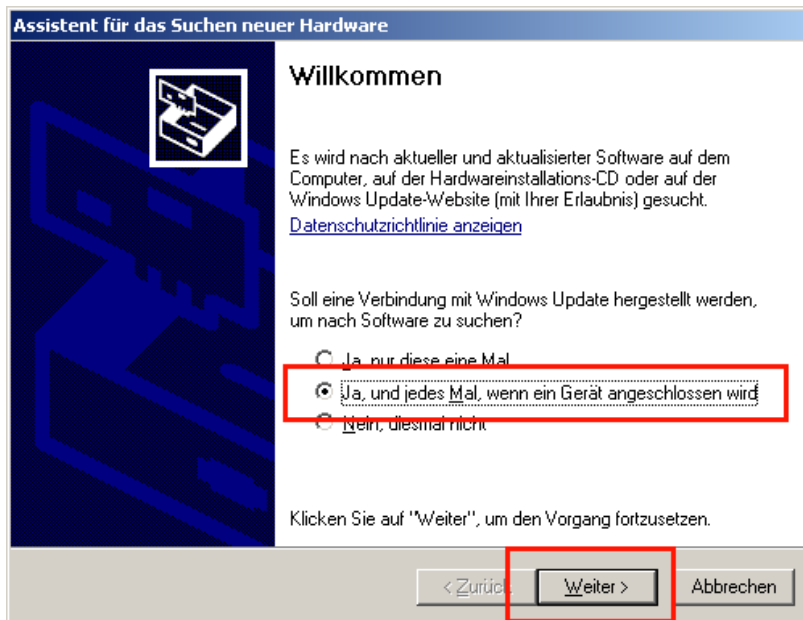 Assistent für das Suchen neuer Hardware
Willkommen
Es wird nach aktueller und aktualisierter Software auf dem
Computer, auf der Hardwareinstallations-CD oder auf der
Windows Update-Website (mit Ihrer Erlaubnis) gesucht.
Datenschutzrichtlinie anzeigen
Soll eine Verbindung mit Windows Update hergestellt werden,
um nach Software zu suchen?
Ja, nur diese eine Mal
Ja, und jedes Mal, wenn ein Gerät angeschlossen wird
Nein, diesmal nicht
Klicken Sie auf "Weiter", um den Vorgang fortzusetzen.
< Zurück Weiter > Abbrechen